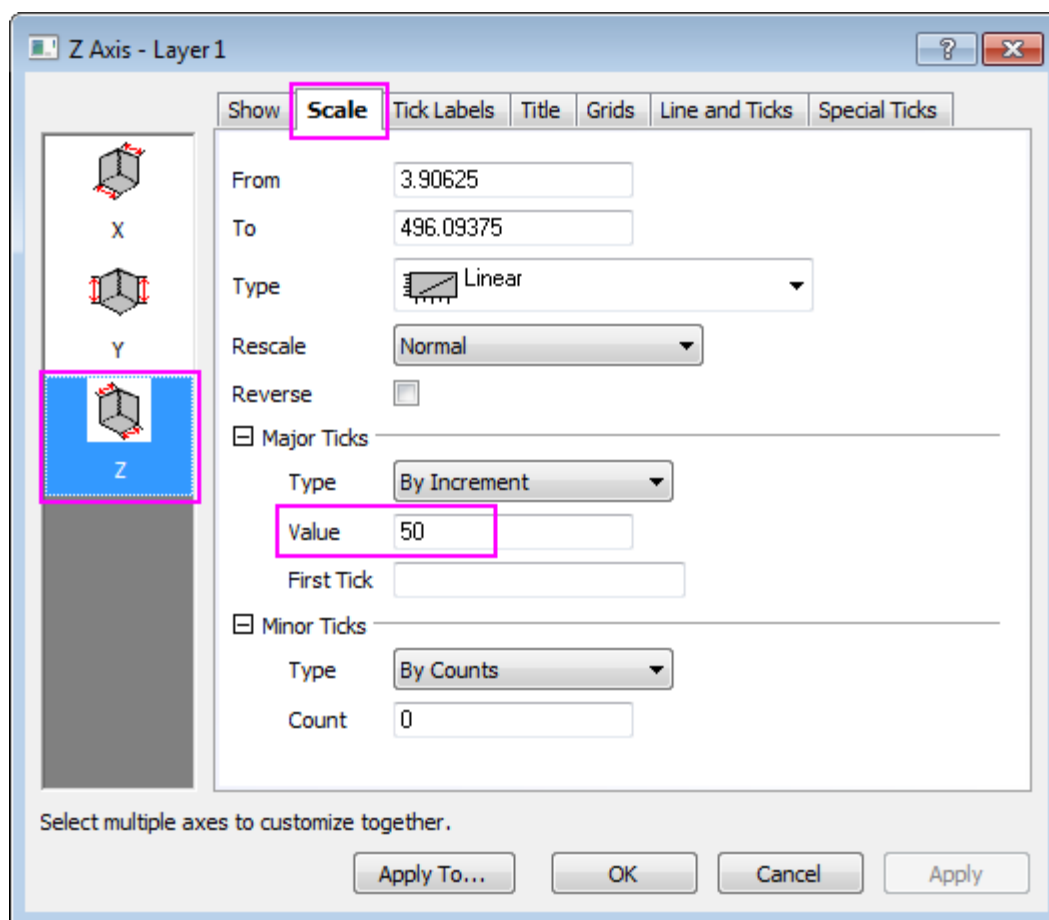 Z Axis - Layer 1
Show Scale Tick Labels Title Grids Line and Ticks Special Ticks
X
Y
Z
From 3.90625
To 496.09375
Type Linear
Rescale Normal
Reverse
Major Ticks
Type By Increment
Value 50
First Tick
Minor Ticks
Type By Counts
Count 0
Select multiple axes to customize together.
Apply To... OK Cancel Apply